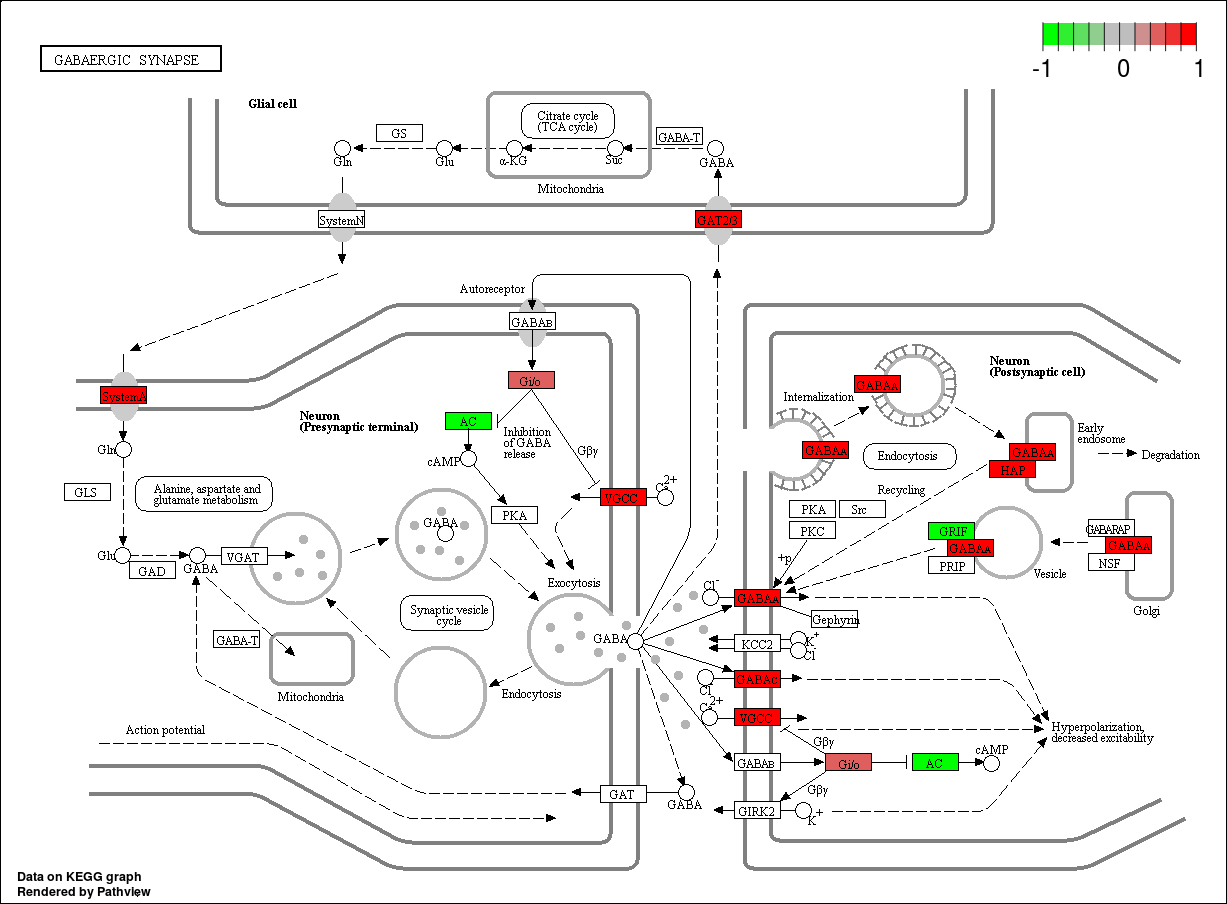 GABAERGIC SYNAPSE
-1
0
1
Glial cell
Citrate cycle
(TCA cycle)
GS
GABA-T
Gln
Glu
α-KG
Suc
GABA
Mitochondria
SystemN
GAT2/3
Autoreceptor
GABAB
Gi/o
SystemA
Neuron
(Presynaptic terminal)
AC
Inhibition
of GABA
release
Gβγ
cAMP
Gln
VGCC
GLS
Alanine, aspartate and
glutamate metabolism
PKA
GABA
Glu
GAD
GABA
VGAT
Exocytosis
Synaptic vesicle
cycle
GABA-T
Mitochondria
GABA
Endocytosis
Action potential
GAT
GABA
Neuron
(Postsynaptic cell)
GABAA
Internalization
GABAA
Endocytosis
GABAA
HAP
Early
endosome
Degradation
Recycling
PKA
Src
PKC
+p
GRIF
GABAA
PRIP
Vesicle
GABARAP
GABAA
NSF
Golgi
Cl-
GABAA
Gephyrin
KCC2
K+
Cl-
GABAC
Cl-
VGCC
Hyperpolarization,
decreased excitability
Gβγ
GABAB
Gi/o
AC
cAMP
Gβγ
GIRK2
K+
Data on KEGG graph
Rendered by Pathview